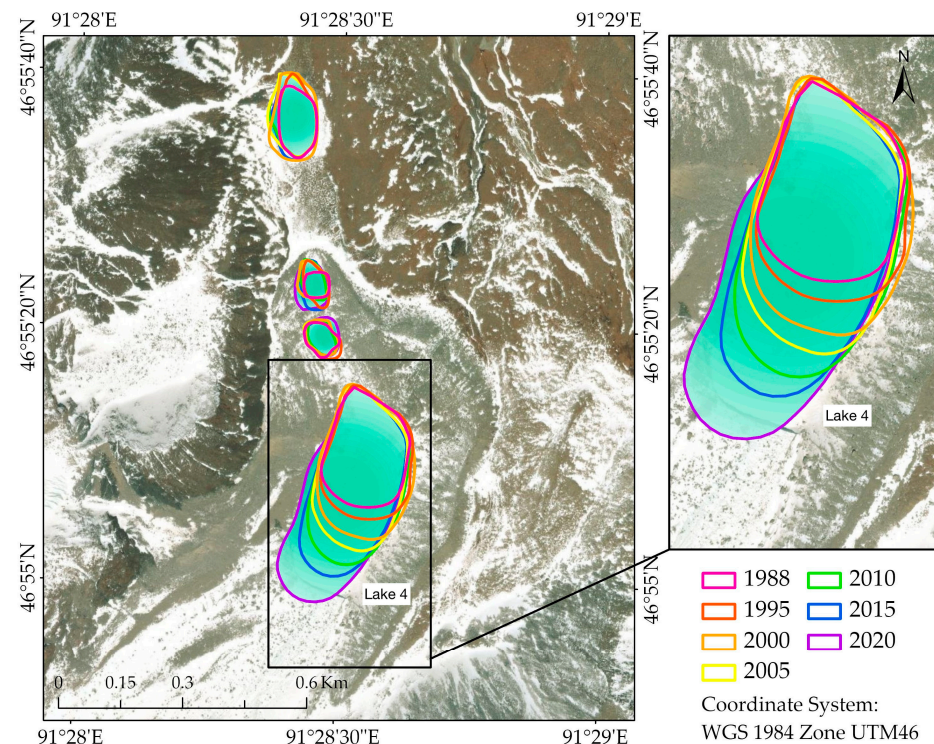 91°28'E
91°28'30"E
91°29'E
46°55'40"N
46°55'20"N
46°55'N
Lake 4
0
0.15
0.3
0.6 Km
91°28'E
91°28'30"E
91°29'E
46°55'40"N
46°55'20"N
46°55'N
N
Lake 4
1988
2010
1995
2015
2000
2020
2005
Coordinate System:
WGS 1984 Zone UTM46